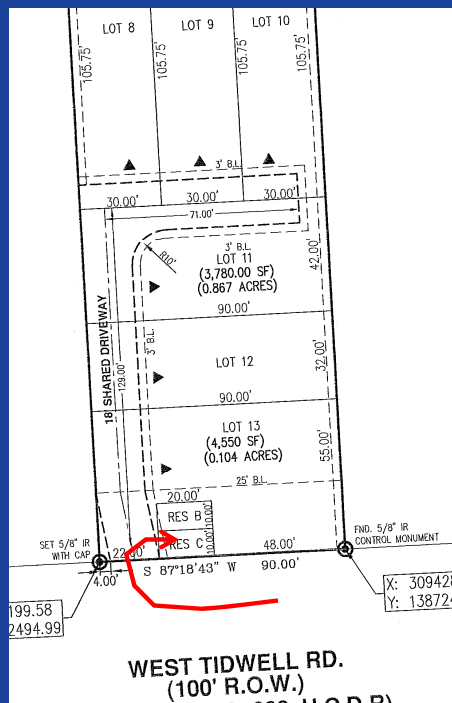 LOT 8
LOT 9
LOT 10
105.75'
105.75'
105.75'
105.75'
3' B.L.
30.00'
30.00'
30.00'
71.00'
R10'
3' B.L.
LOT 11
(3,780.00 SF)
(0.867 ACRES)
42.00'
90.00'
18' SHARED DRIVEWAY
129.00'
3' B.L.
LOT 12
32.00'
90.00'
LOT 13
(4,550 SF)
(0.104 ACRES)
55.00'
25' B.L.
20.00'
RES B
10.00'
RES C
10.00'
SET 5/8" IR
WITH CAP
FND. 5/8" IR
CONTROL MONUMENT
48.00'
4.00'
S 87°18'43" W
90.00'
199.58
2494.99
X: 309428
Y: 138724
WEST TIDWELL RD.
(100' R.O.W.)